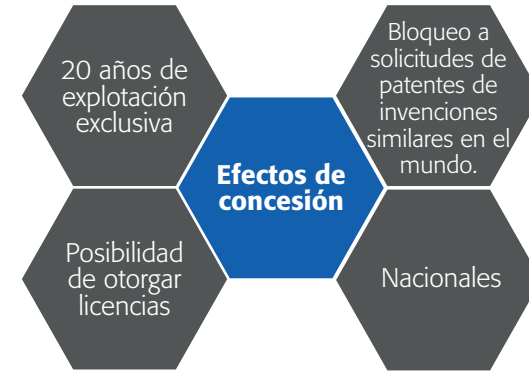 20 años de
explotación
exclusiva
Bloqueo a
solicitudes de
patentes de
invenciones
similares en el
mundo.
Efectos de
concesión
Posibilidad
de otorgar
licencias
Nacionales